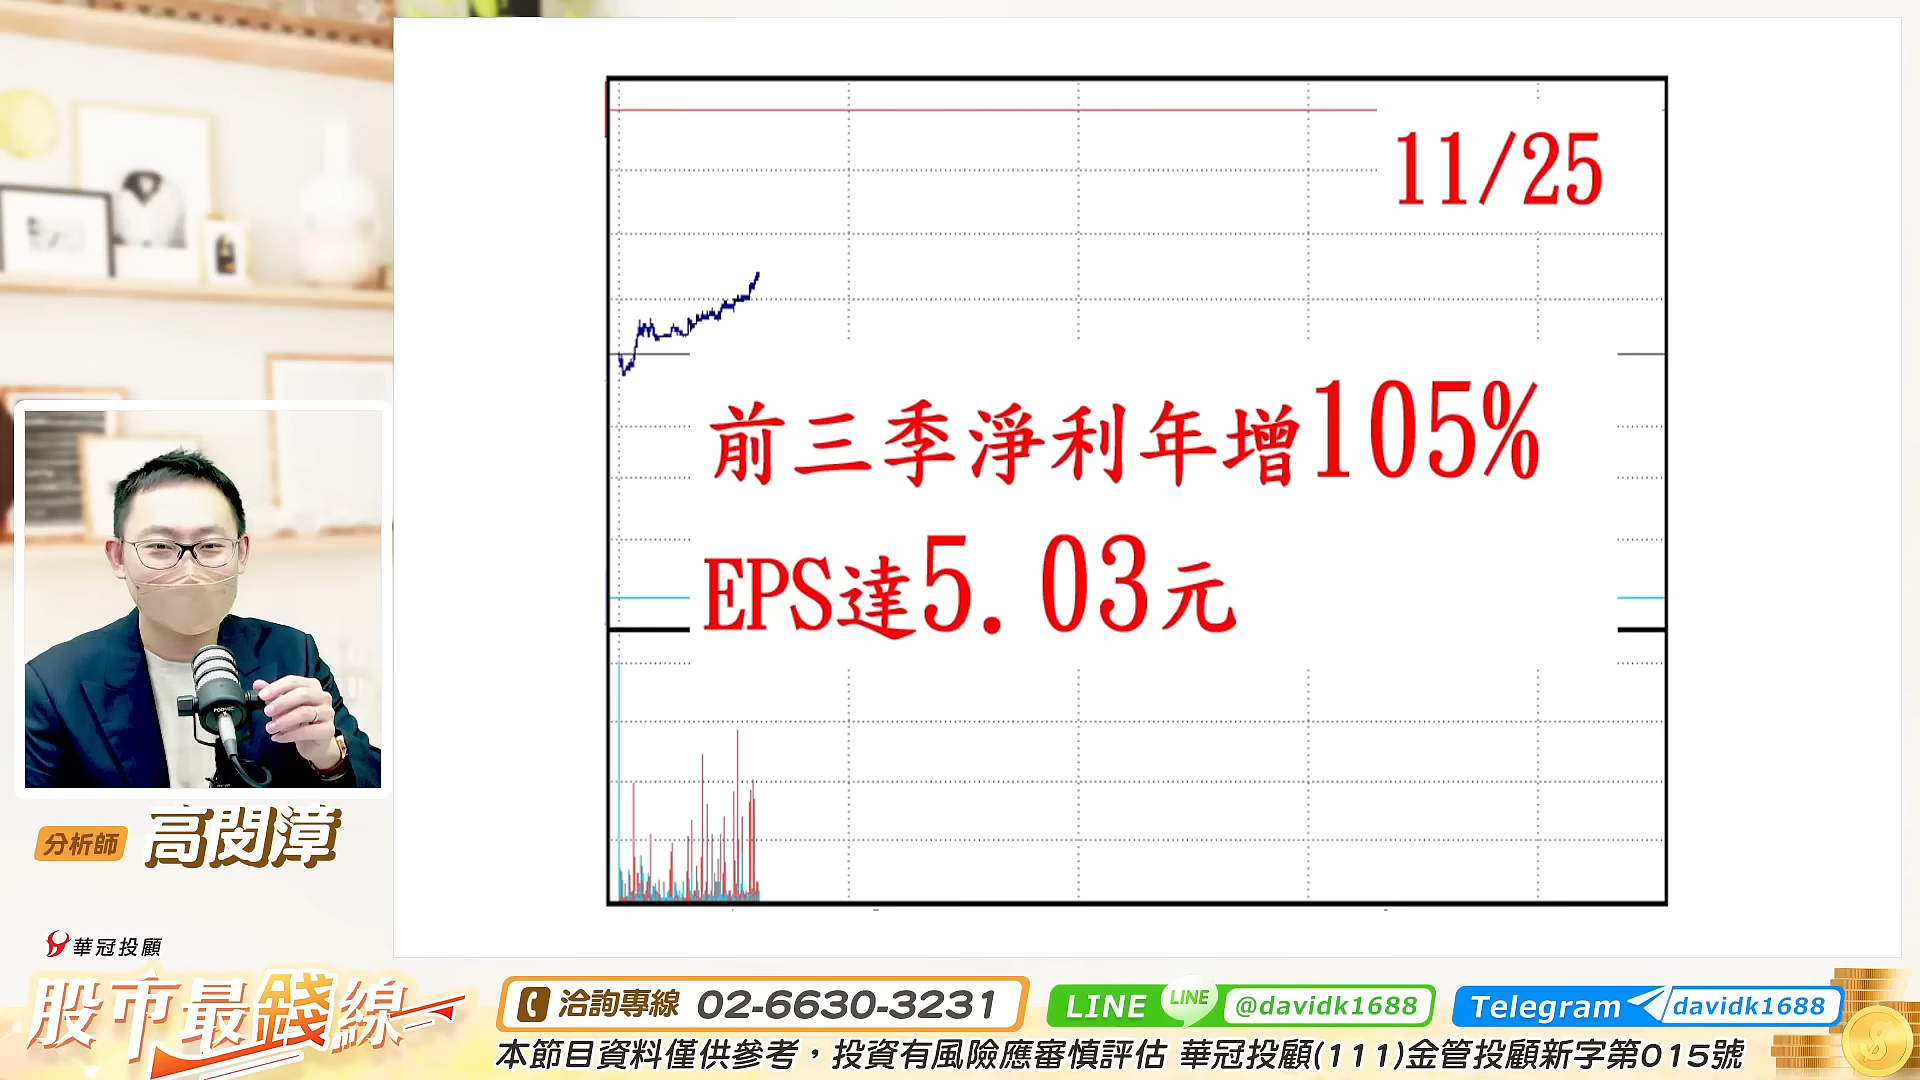 11/25
前三季淨利年增105%
EPS達5.03元
分析師 高閔漳
華冠投顧
股市最錢線
洽詢專線 02-6630-3231
LINE LINE @davidk1688
Telegram davidk1688
本節目資料僅供參考,投資有風險應審慎評估 華冠投顧(111)金管投顧新字第015號